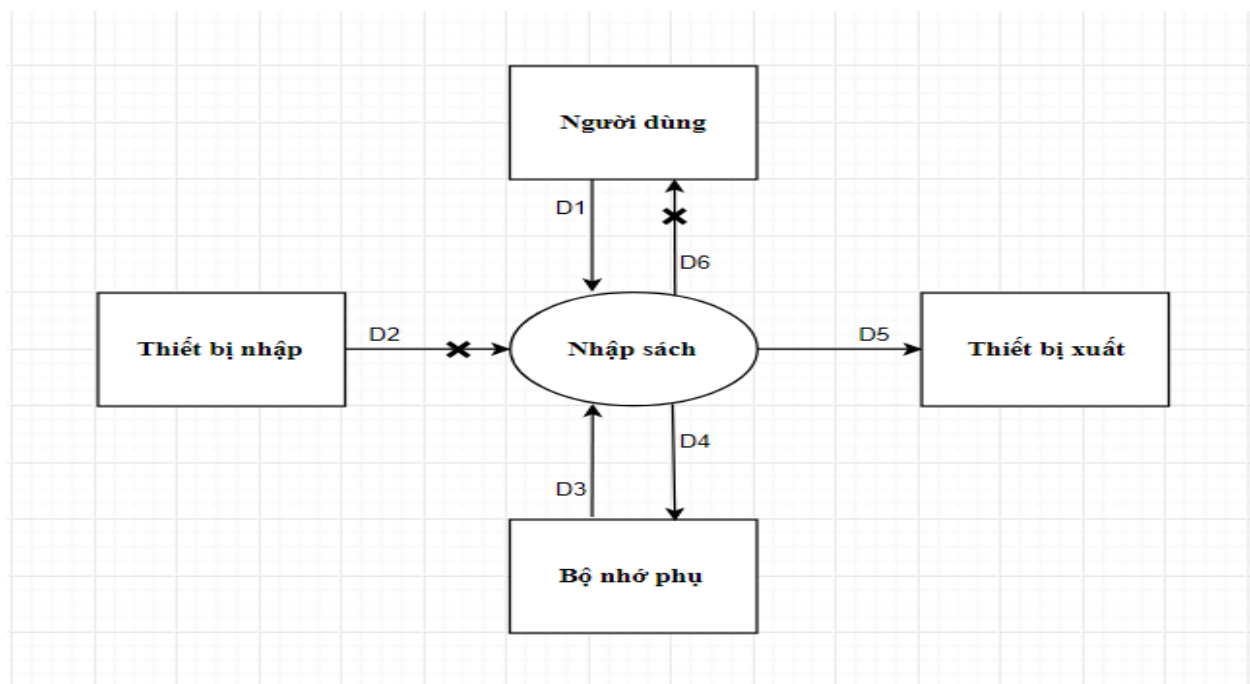 Người dùng
D1
D6
Thiết bị nhập
D2
Nhập sách
D5
Thiết bị xuất
D4
D3
Bộ nhớ phụ